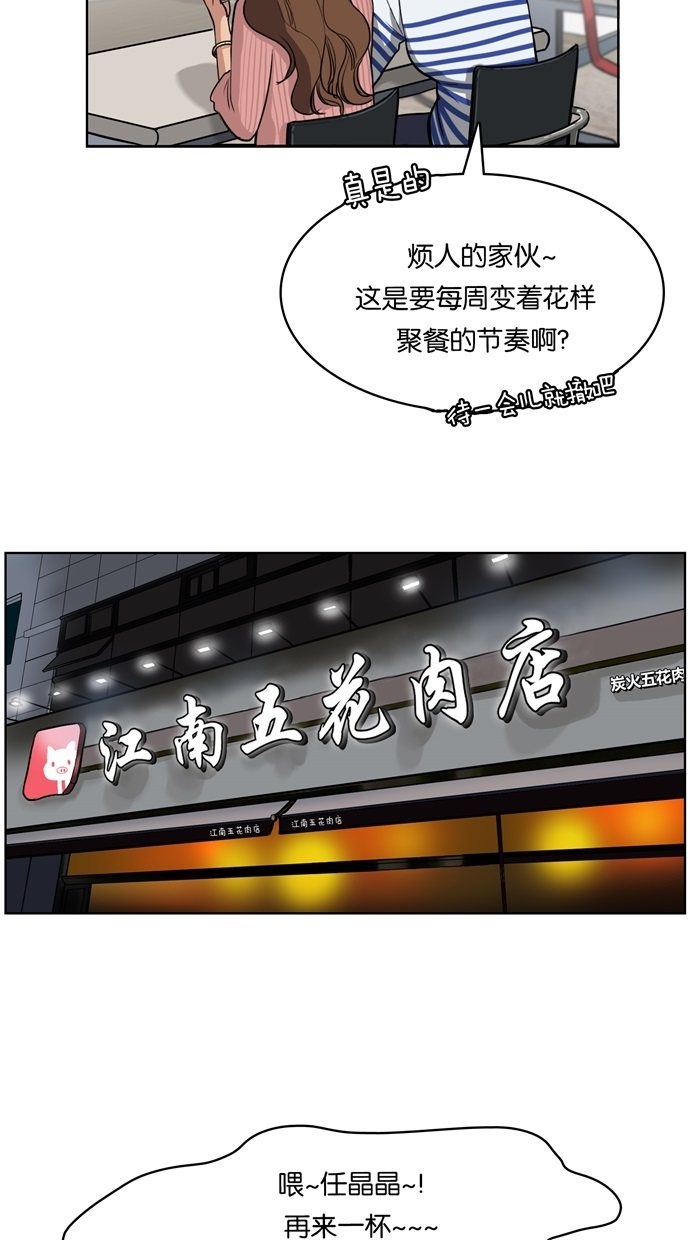 真是的
烦人的家伙~
这是要每周变着花样
聚餐的节奏啊?
待一会儿就撤吧
江南五花肉店
炭火五花肉
江南五花肉店
江南五花肉店
喂~任晶晶~!
再来一杯~~~